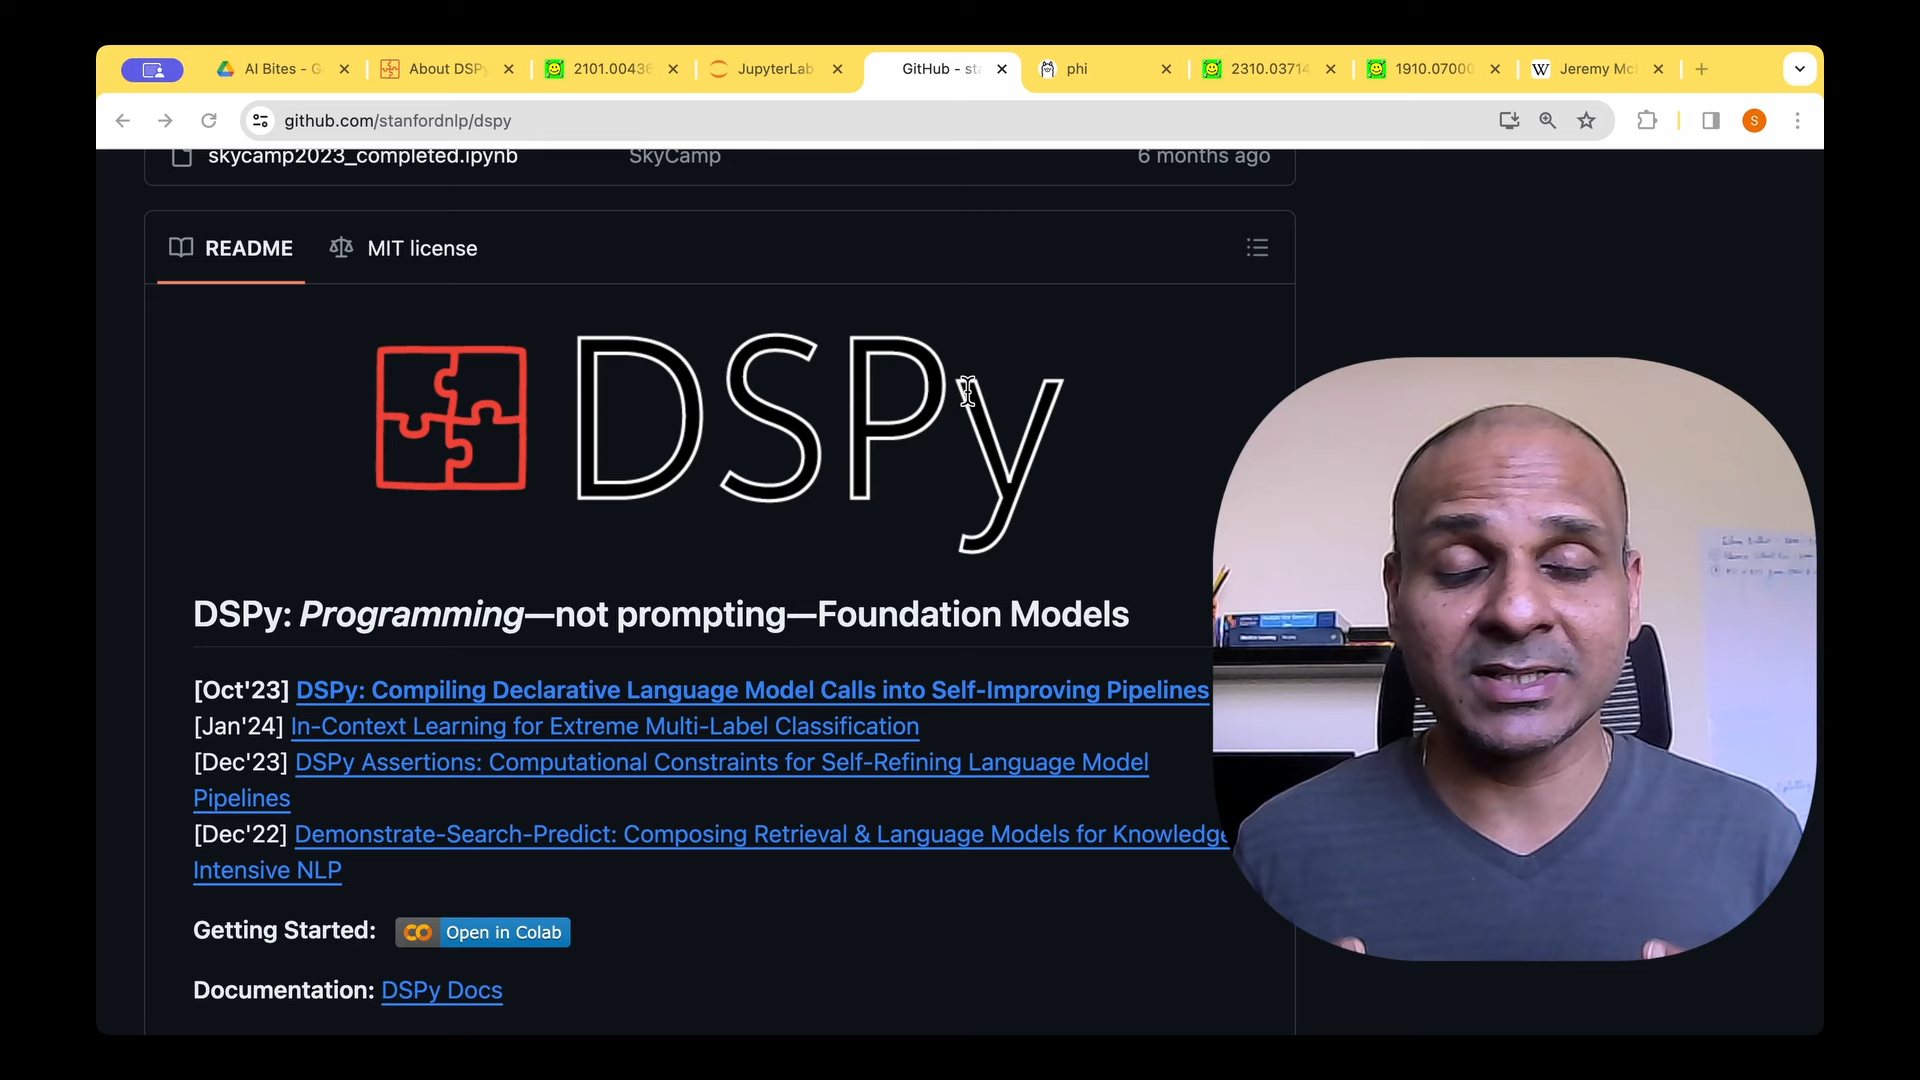 AI Bites - G
About DSPy
2101.00436
JupyterLab
GitHub - sta
phi
2310.03714
1910.07000
Jeremy Mc
github.com/stanfordnlp/dspy
S
skycamp2023_completed.ipynb SkyCamp 6 months ago
README MIT license
DSPy
DSPy: Programming—not prompting—Foundation Models
[Oct'23] DSPy: Compiling Declarative Language Model Calls into Self-Improving Pipelines
[Jan'24] In-Context Learning for Extreme Multi-Label Classification
[Dec'23] DSPy Assertions: Computational Constraints for Self-Refining Language Model
Pipelines
[Dec'22] Demonstrate-Search-Predict: Composing Retrieval & Language Models for Knowledge
Intensive NLP
Getting Started: Open in Colab
Documentation: DSPy Docs